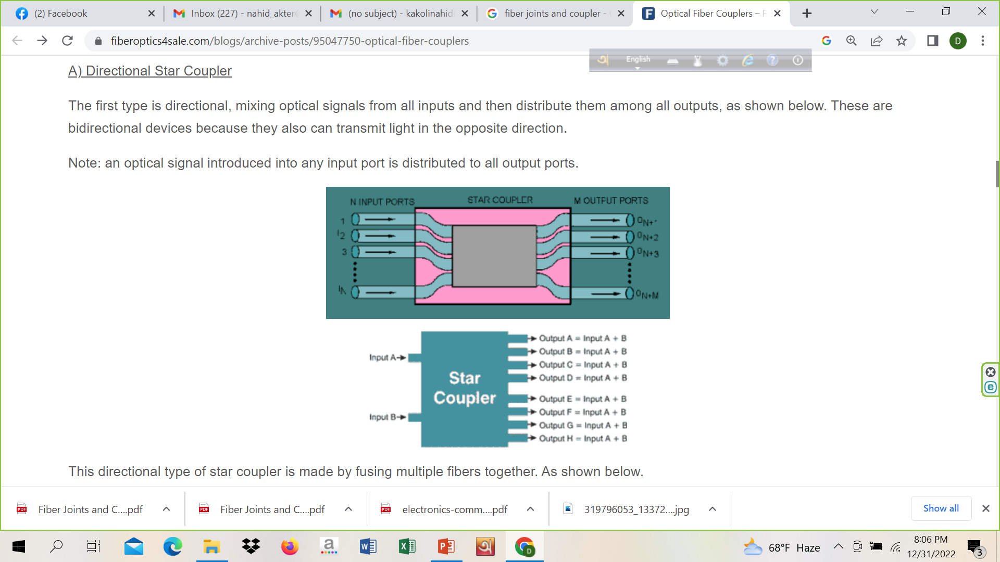 (2) Facebook
Inbox (227) - nahid_akter
(no subject) - kakolinahid
fiber joints and coupler -
Optical Fiber Couplers – F
fiberoptics4sale.com/blogs/archive-posts/95047750-optical-fiber-couplers
D
অ English
A) Directional Star Coupler
The first type is directional, mixing optical signals from all inputs and then distribute them among all outputs, as shown below. These are
bidirectional devices because they also can transmit light in the opposite direction.
Note: an optical signal introduced into any input port is distributed to all output ports.
N INPUT PORTS
STAR COUPLER
M OUTPUT PORTS
1
I2
3
IN
ON+1
ON+2
ON+3
ON+M
Input A
Input B
Star
Coupler
Output A = Input A + B
Output B = Input A + B
Output C = Input A + B
Output D = Input A + B
Output E = Input A + B
Output F = Input A + B
Output G = Input A + B
Output H = Input A + B
This directional type of star coupler is made by fusing multiple fibers together. As shown below.
Fiber Joints and C....pdf
Fiber Joints and C....pdf
electronics-comm....pdf
319796053_13372....jpg
Show all
68°F Haze
8:06 PM
12/31/2022
3